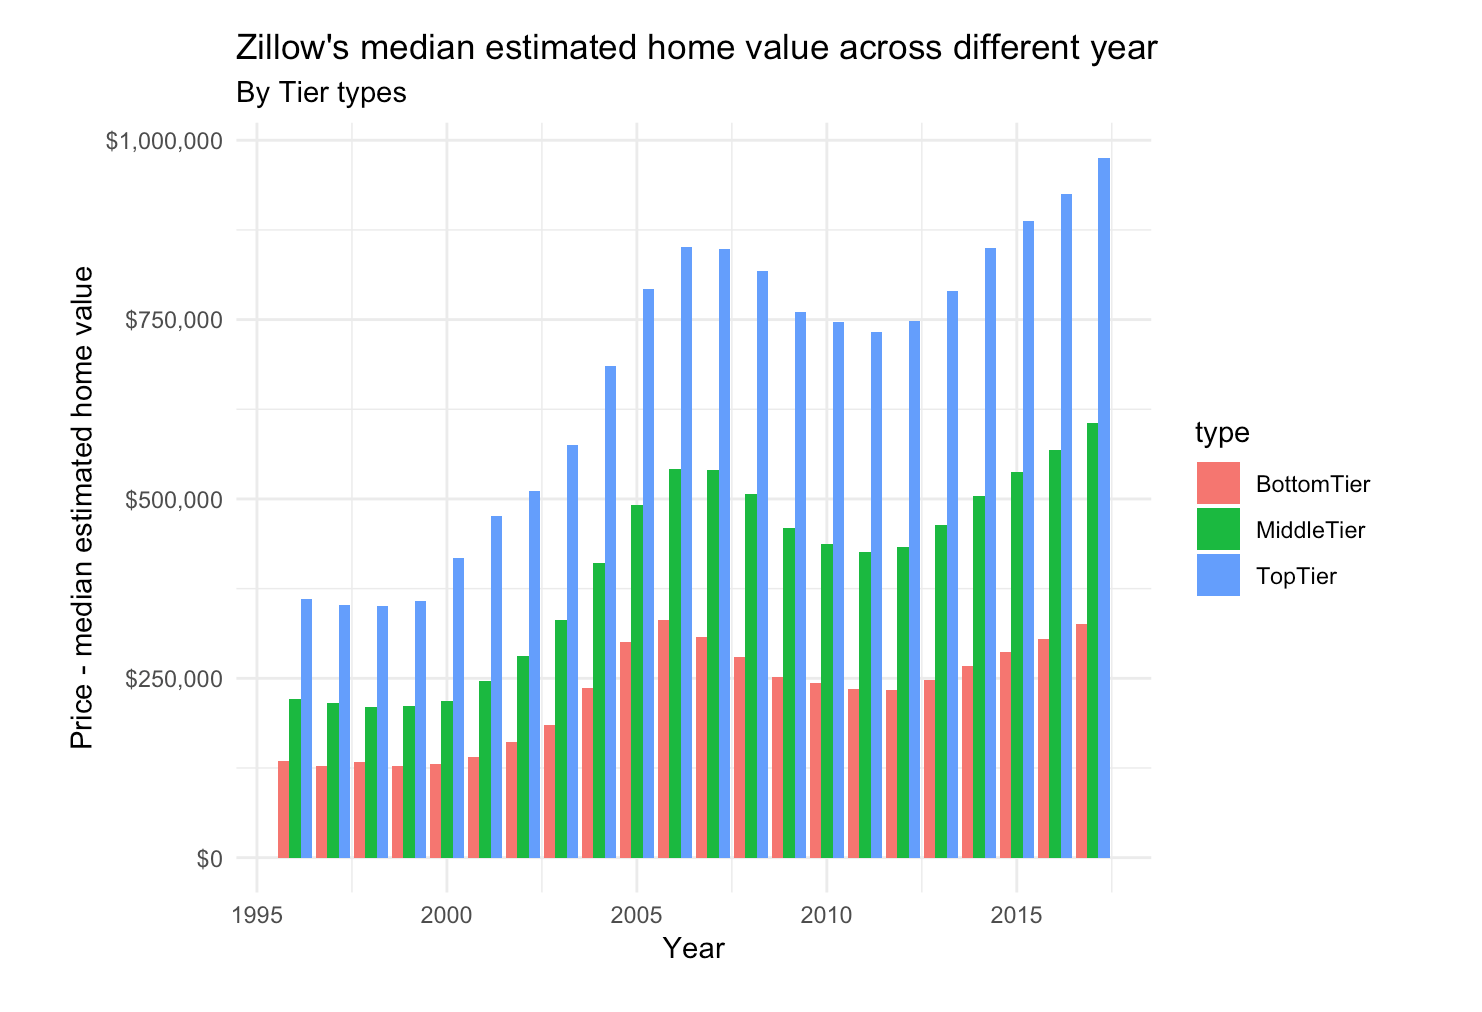 Zillow's median estimated home value across different year
By Tier types
$1,000,000
$750,000
$500,000
$250,000
$0
Price - median estimated home value
1995 2000 2005 2010 2015
Year
type
BottomTier
MiddleTier
TopTier